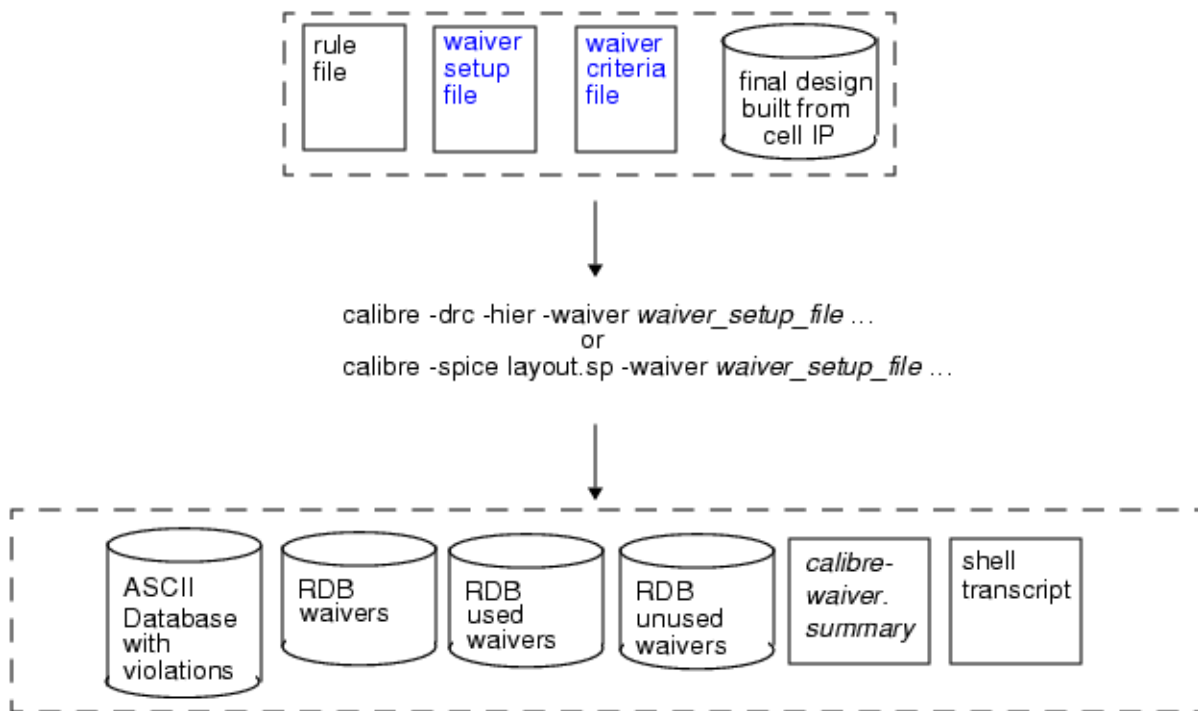 rule
file
waiver
setup
file
waiver
criteria
file
final design
built from
cell IP
calibre -drc -hier -waiver waiver_setup_file ...
or
calibre -spice layout.sp -waiver waiver_setup_file ...
ASCII
Database
with
violations
RDB
waivers
RDB
used
waivers
RDB
unused
waivers
calibre-
waiver.
summary
shell
transcript